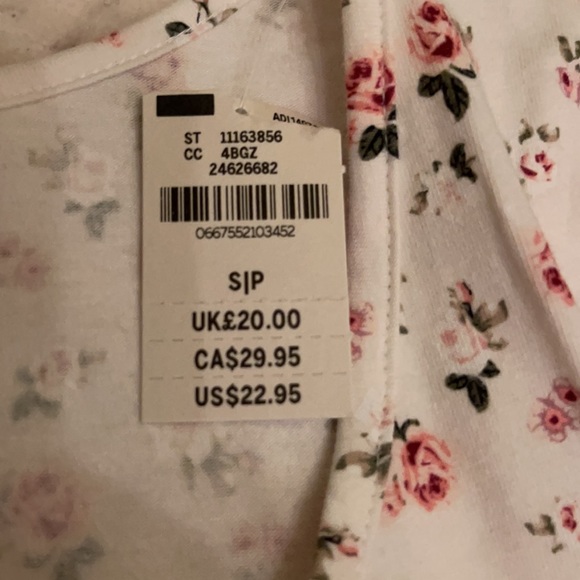 ST 11163856
CC 4BGZ
24626682
0667552103452
S|P
UK£20.00
CA$29.95
US$22.95